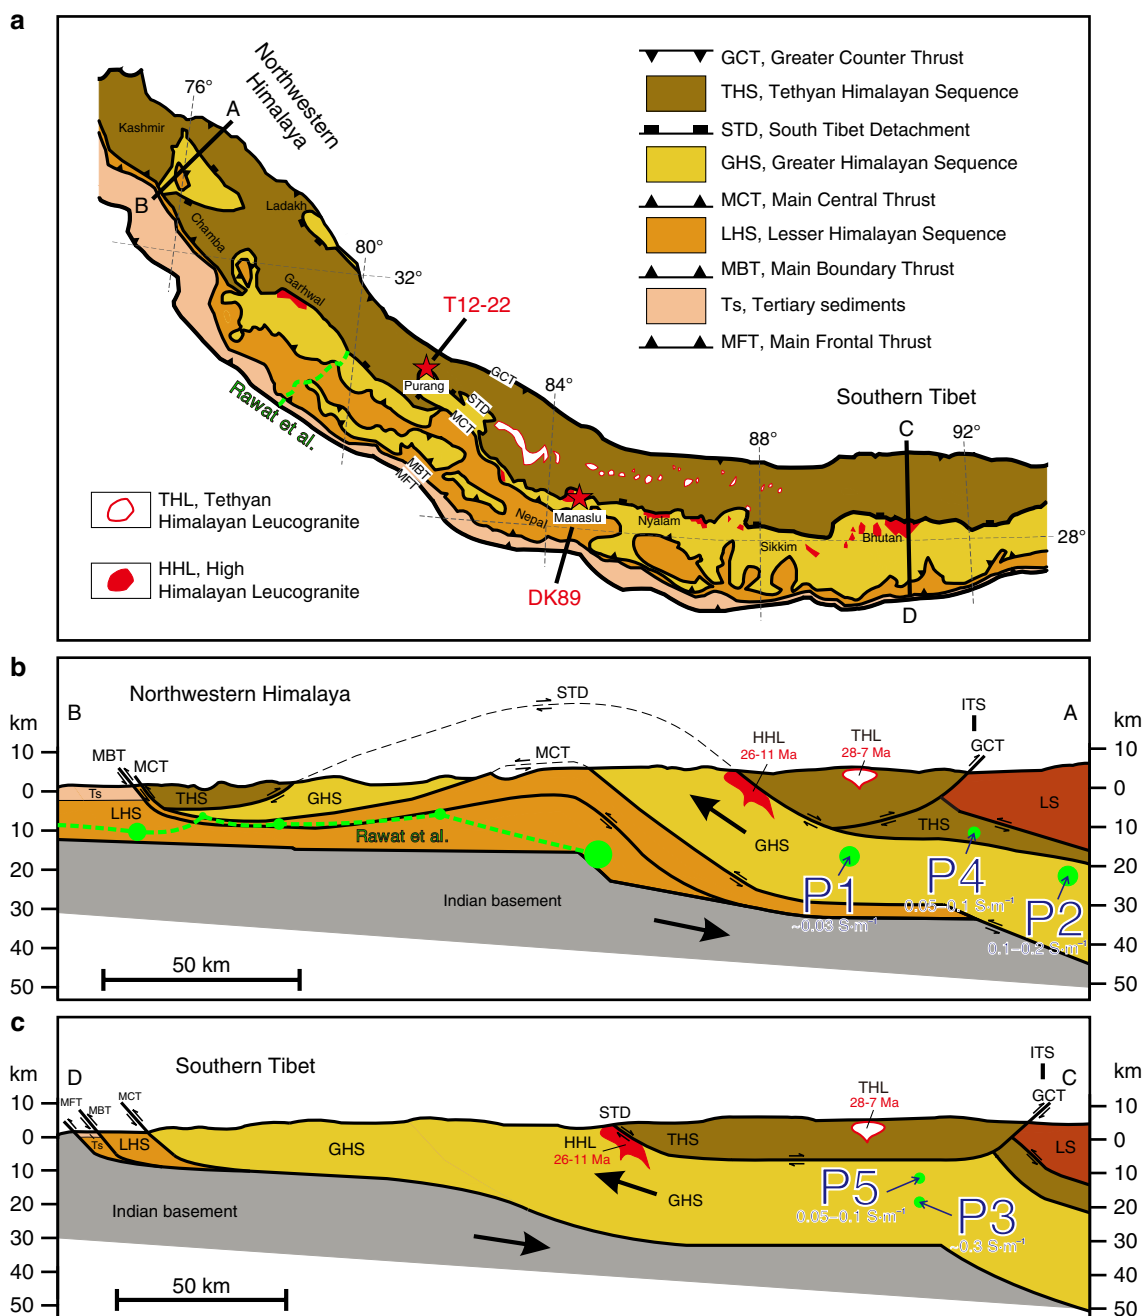 a
Northwestern
Himalaya
76°
A
Kashmir
B
Ladakh
Chamba
80°
32°
Garhwal
T12-22
Purang
GCT
84°
STD
MCT
Rawat et al.
MBT
MFT
Nepal
Manaslu
DK89
Nyalam
88°
Sikkim
Southern Tibet
C
92°
Bhutan
28°
D
GCT, Greater Counter Thrust
THS, Tethyan Himalayan Sequence
STD, South Tibet Detachment
GHS, Greater Himalayan Sequence
MCT, Main Central Thrust
LHS, Lesser Himalayan Sequence
MBT, Main Boundary Thrust
Ts, Tertiary sediments
MFT, Main Frontal Thrust
THL, Tethyan
Himalayan Leucogranite
HHL, High
Himalayan Leucogranite
b
Northwestern Himalaya
B
A
km
10
0
10
20
30
40
50
km
10
0
10
20
30
40
50
MBT
MCT
STD
MCT
HHL
26-11 Ma
THL
28-7 Ma
ITS
GCT
Ts
THS
GHS
LHS
Rawat et al.
GHS
THS
LS
P1
~0.03 S·m⁻¹
P4
0.05–0.1 S·m⁻¹
P2
0.1–0.2 S·m⁻¹
Indian basement
50 km
c
Southern Tibet
D
C
km
10
0
10
20
30
40
50
km
10
0
10
20
30
40
50
MFT
MBT
MCT
Ts
LHS
GHS
STD
HHL
26-11 Ma
THS
THL
28-7 Ma
ITS
GCT
LS
GHS
P5
0.05–0.1 S·m⁻¹
P3
~0.3 S·m⁻¹
Indian basement
50 km